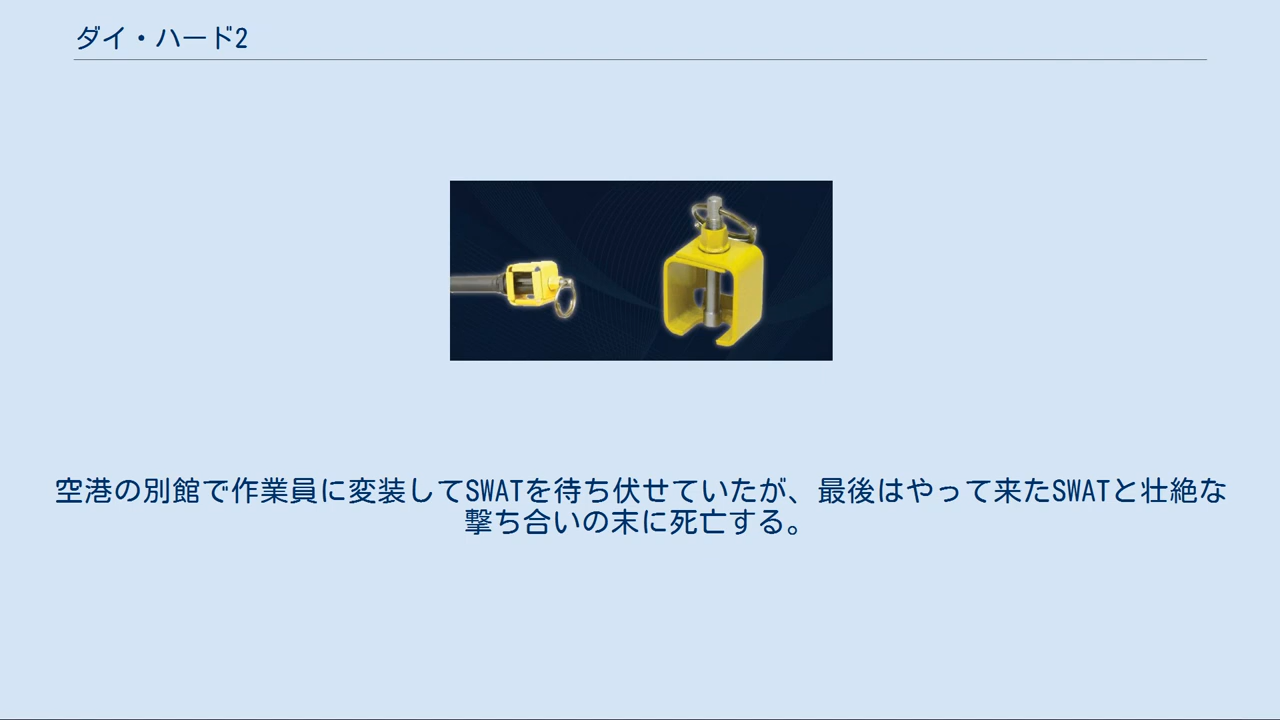 ダイ・ハード2
空港の別館で作業員に変装してSWATを待ち伏せていたが、最後はやって来たSWATと壮絶な
撃ち合いの末に死亡する。